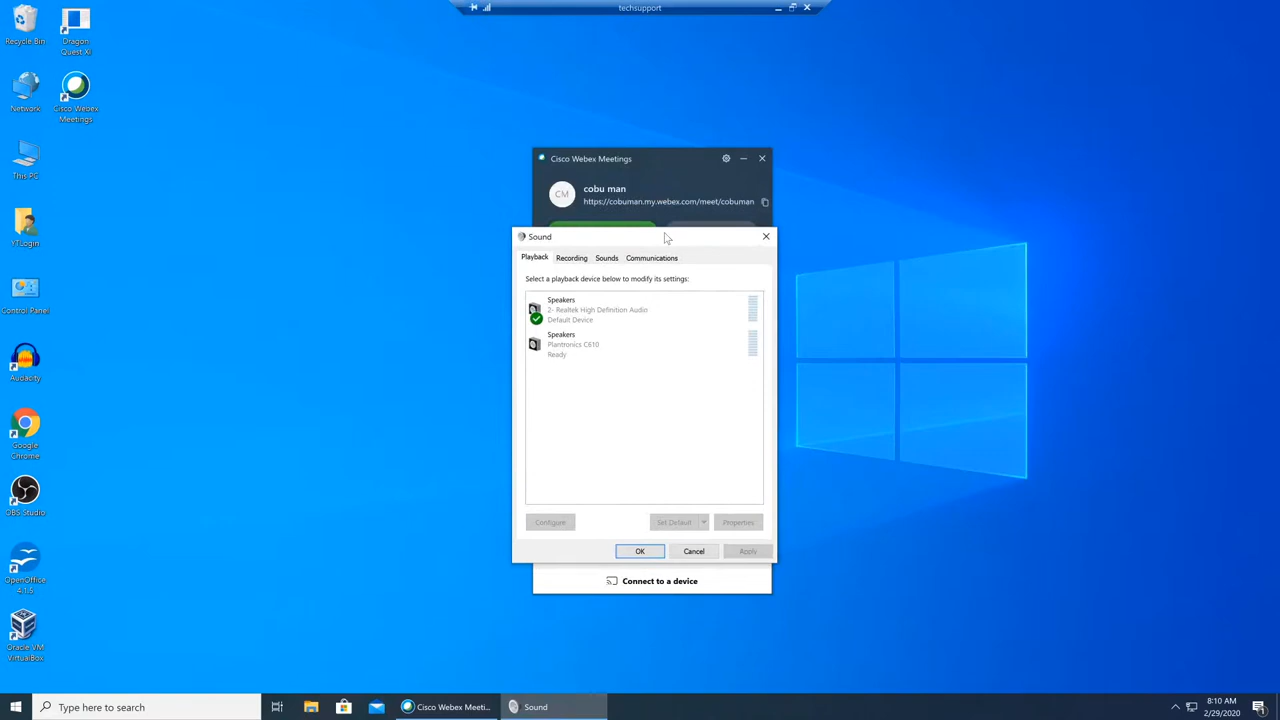 techsupport
Recycle Bin
Dragon
Quest XI
Network
Cisco Webex
Meetings
This PC
YTLogin
Control Panel
Audacity
Google
Chrome
OBS Studio
OpenOffice
4.1.5
Oracle VM
VirtualBox
Cisco Webex Meetings
CM
cobu man
https://cobuman.my.webex.com/meet/cobuman
Sound
Playback
Recording
Sounds
Communications
Select a playback device below to modify its settings:
Speakers
2- Realtek High Definition Audio
Default Device
Speakers
Plantronics C610
Ready
Configure
Set Default
Properties
OK
Cancel
Apply
Connect to a device
Type here to search
Cisco Webex Meeti...
Sound
8:10 AM
2/29/2020